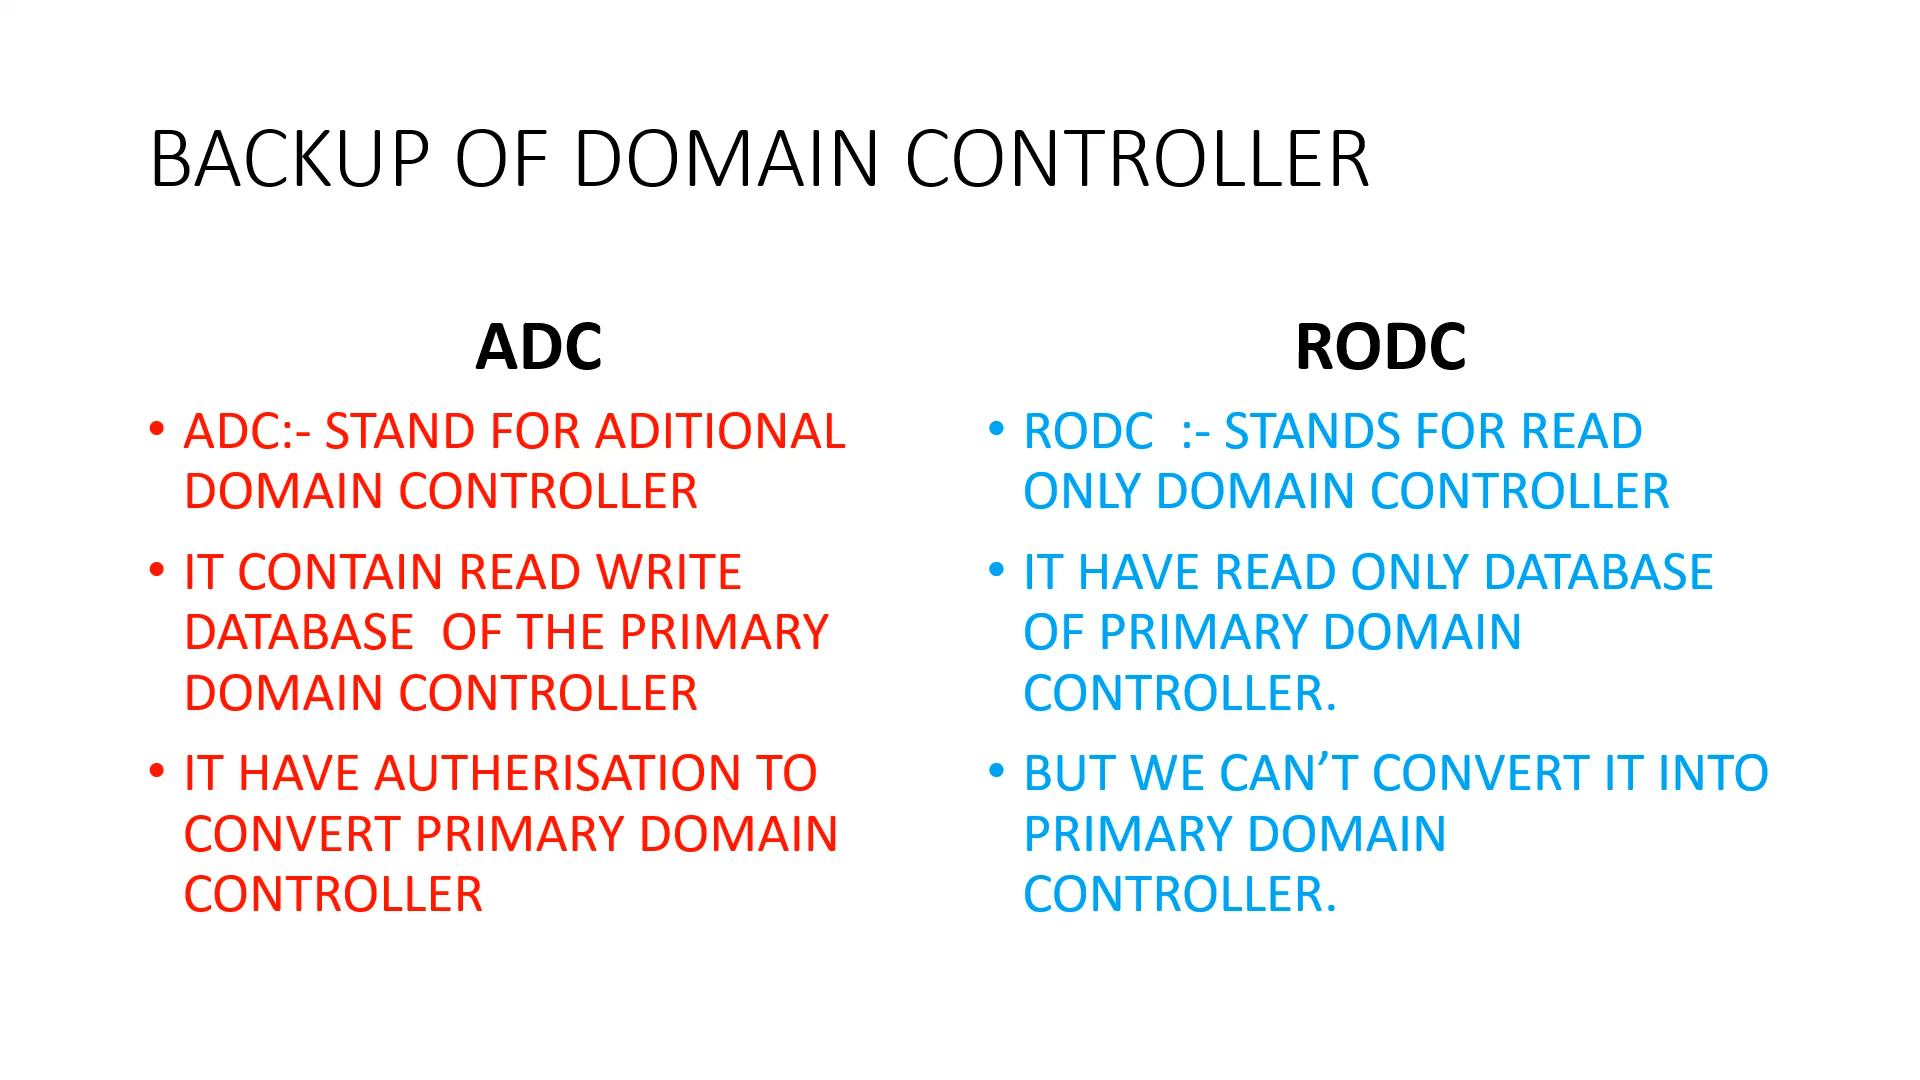 BACKUP OF DOMAIN CONTROLLER
ADC
• ADC:- STAND FOR ADITIONAL
DOMAIN CONTROLLER
• IT CONTAIN READ WRITE
DATABASE  OF THE PRIMARY
DOMAIN CONTROLLER
• IT HAVE AUTHERISATION TO
CONVERT PRIMARY DOMAIN
CONTROLLER
RODC
• RODC  :- STANDS FOR READ
ONLY DOMAIN CONTROLLER
• IT HAVE READ ONLY DATABASE
OF PRIMARY DOMAIN
CONTROLLER.
• BUT WE CAN’T CONVERT IT INTO
PRIMARY DOMAIN
CONTROLLER.